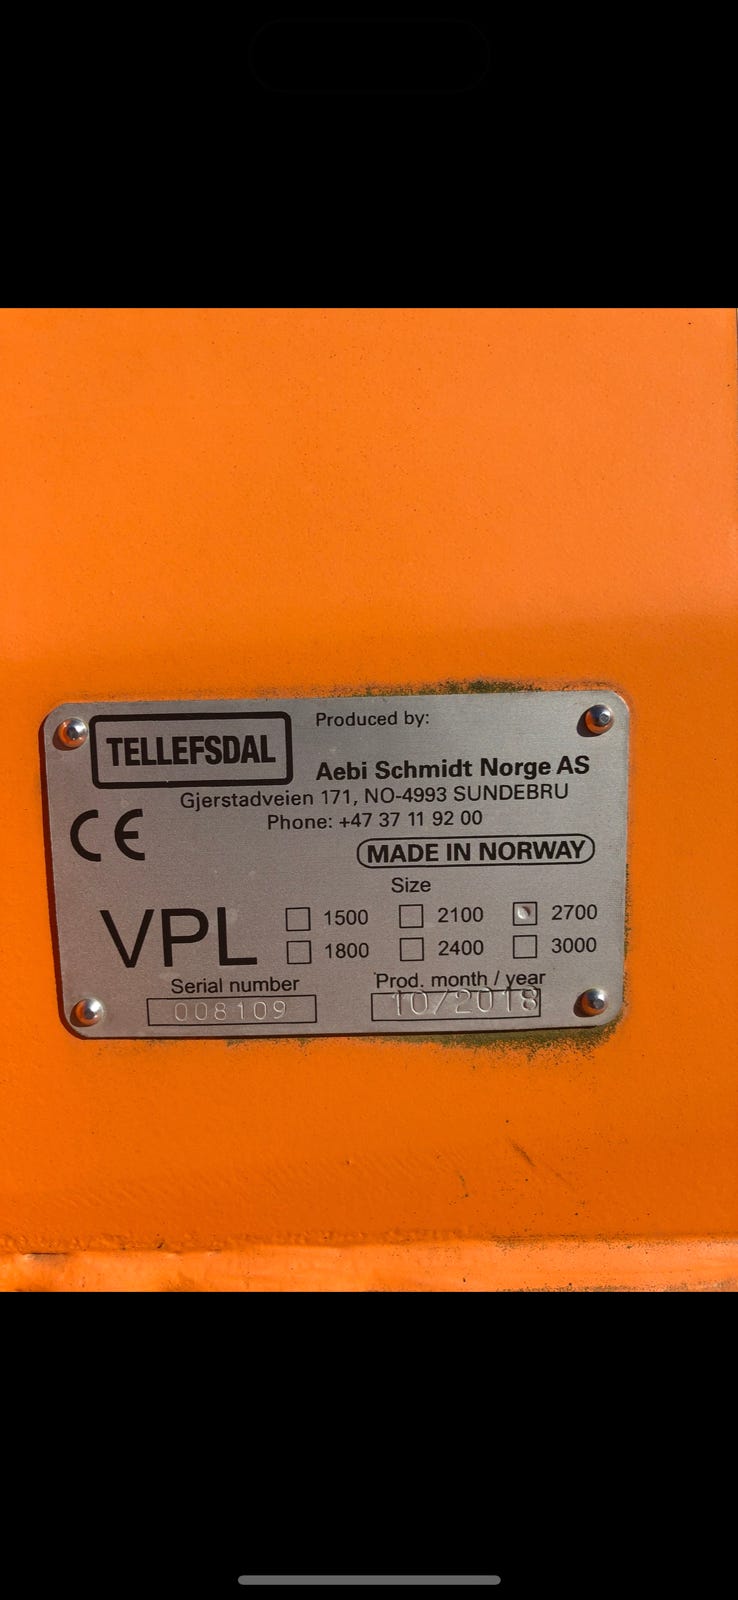 TELLEFSDAL
Produced by:
Aebi Schmidt Norge AS
Gjerstadveien 171, NO-4993 SUNDEBRU
Phone: +47 37 11 92 00
CE
MADE IN NORWAY
Size
VPL
1500 2100 2700
1800 2400 3000
Serial number Prod. month / year
008109 10/2018